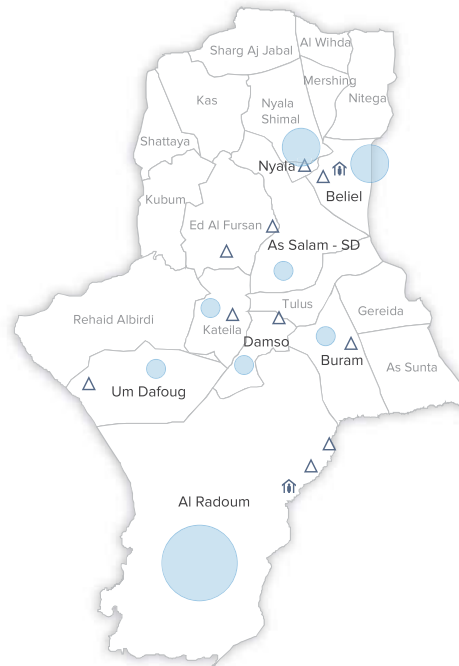 Al Wihda
Sharg Aj Jabal
Mershing
Kas
Nyala
Shimal
Nitega
Shattaya
Nyala
Beliel
Kubum
Ed Al Fursan
As Salam - SD
Tulus
Gereida
Rehaid Albirdi
Kateila
Damso
Buram
As Sunta
Um Dafoug
Al Radoum